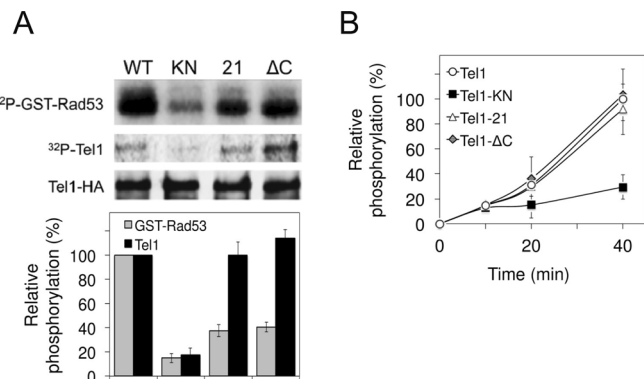 A
WT KN 21 ΔC
²P-GST-Rad53
³²P-Tel1
Tel1-HA
GST-Rad53
Tel1
Relative
phosphorylation (%)
100
80
60
40
20
0
B
Tel1
Tel1-KN
Tel1-21
Tel1-ΔC
Relative
phosphorylation (%)
100
80
60
40
20
0
0 20 40
Time (min)